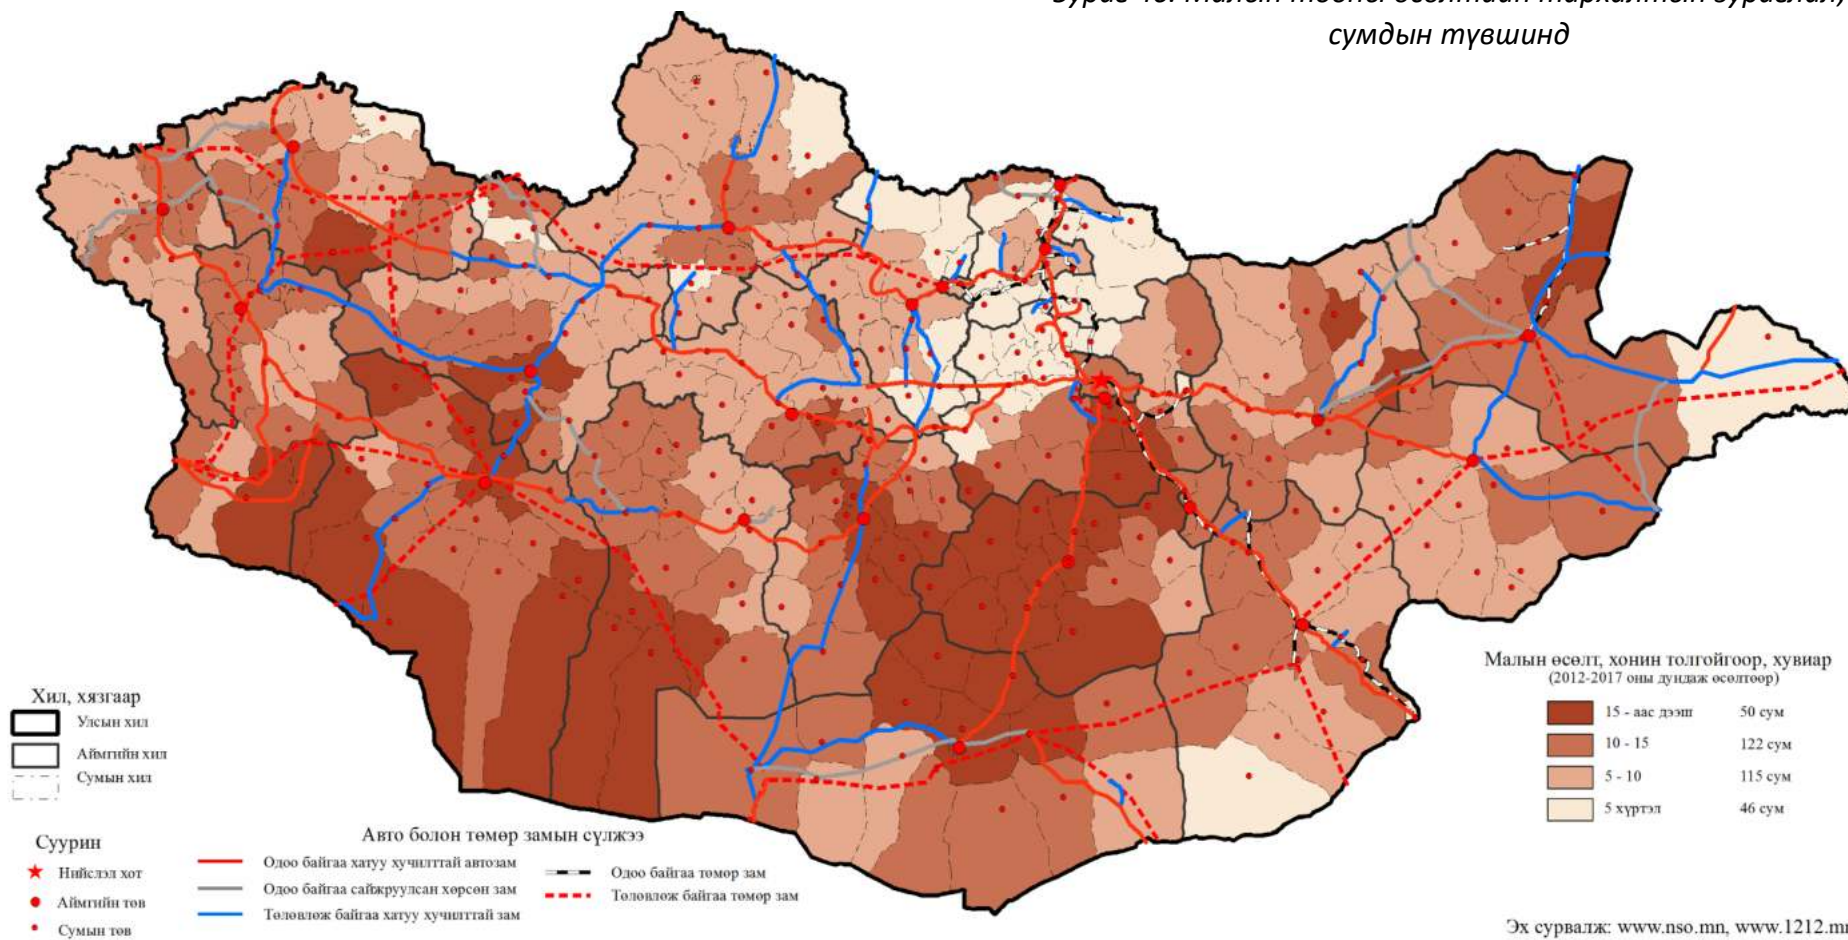 сумдын түвшинд
Малын өсөлт, хонин толгойгоор, хувиар
(2012-2017 оны дундаж өсөлтөөр)
15 - аас дээш 50 сум
10 - 15 122 сум
5 - 10 115 сум
5 хүртэл 46 сум
Хил, хязгаар
Улсын хил
Аймгийн хил
Сумын хил
Суурин
Нийслэл хот
Аймгийн төв
Сумын төв
Авто болон төмөр замын сүлжээ
Одоо байгаа хатуу хучилттай автозам
Одоо байгаа сайжруулсан хөрсөн зам
Төлөвлөж байгаа хатуу хучилттай зам
Одоо байгаа төмөр зам
Төлөвлөж байгаа төмөр зам
Эх сурвалж: www.nso.mn, www.1212.mn